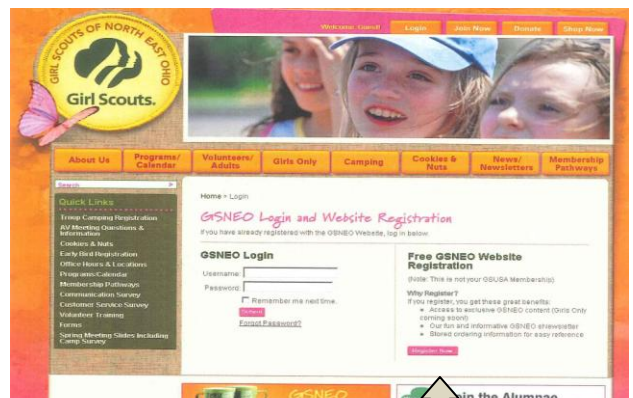 GIRL SCOUTS OF NORTH EAST OHIO
Girl Scouts.
Welcome, Guest!
Login
Join Now
Donate
Shop Now
About Us
Programs/
Calendar
Volunteers/
Adults
Girls Only
Camping
Cookies &
Nuts
News/
Newsletters
Membership
Pathways
Search
Quick Links
Troop Camping Registration
AV Meeting Questions &
Information
Cookies & Nuts
Early Bird Registration
Office Hours & Locations
Programs/Calendar
Membership Pathways
Communication Survey
Customer Service Survey
Volunteer Training
Forms
Spring Meeting Slides Including
Camp Survey
Home > Login
GSNEO Login and Website Registration
If you have already registered with the GSNEO Website, log in below.
GSNEO Login
Username:
Password:
Remember me next time.
Forgot Password?
Free GSNEO Website
Registration
(Note: This is not your GSUSA Membership)
Why Register?
If you register, you get these great benefits:
Access to exclusive GSNEO content (Girls Only
coming soon!)
Our fun and informative GSNEO eNewsletter
Stored ordering information for easy reference
Register Now
GSNEO
the Alumnae